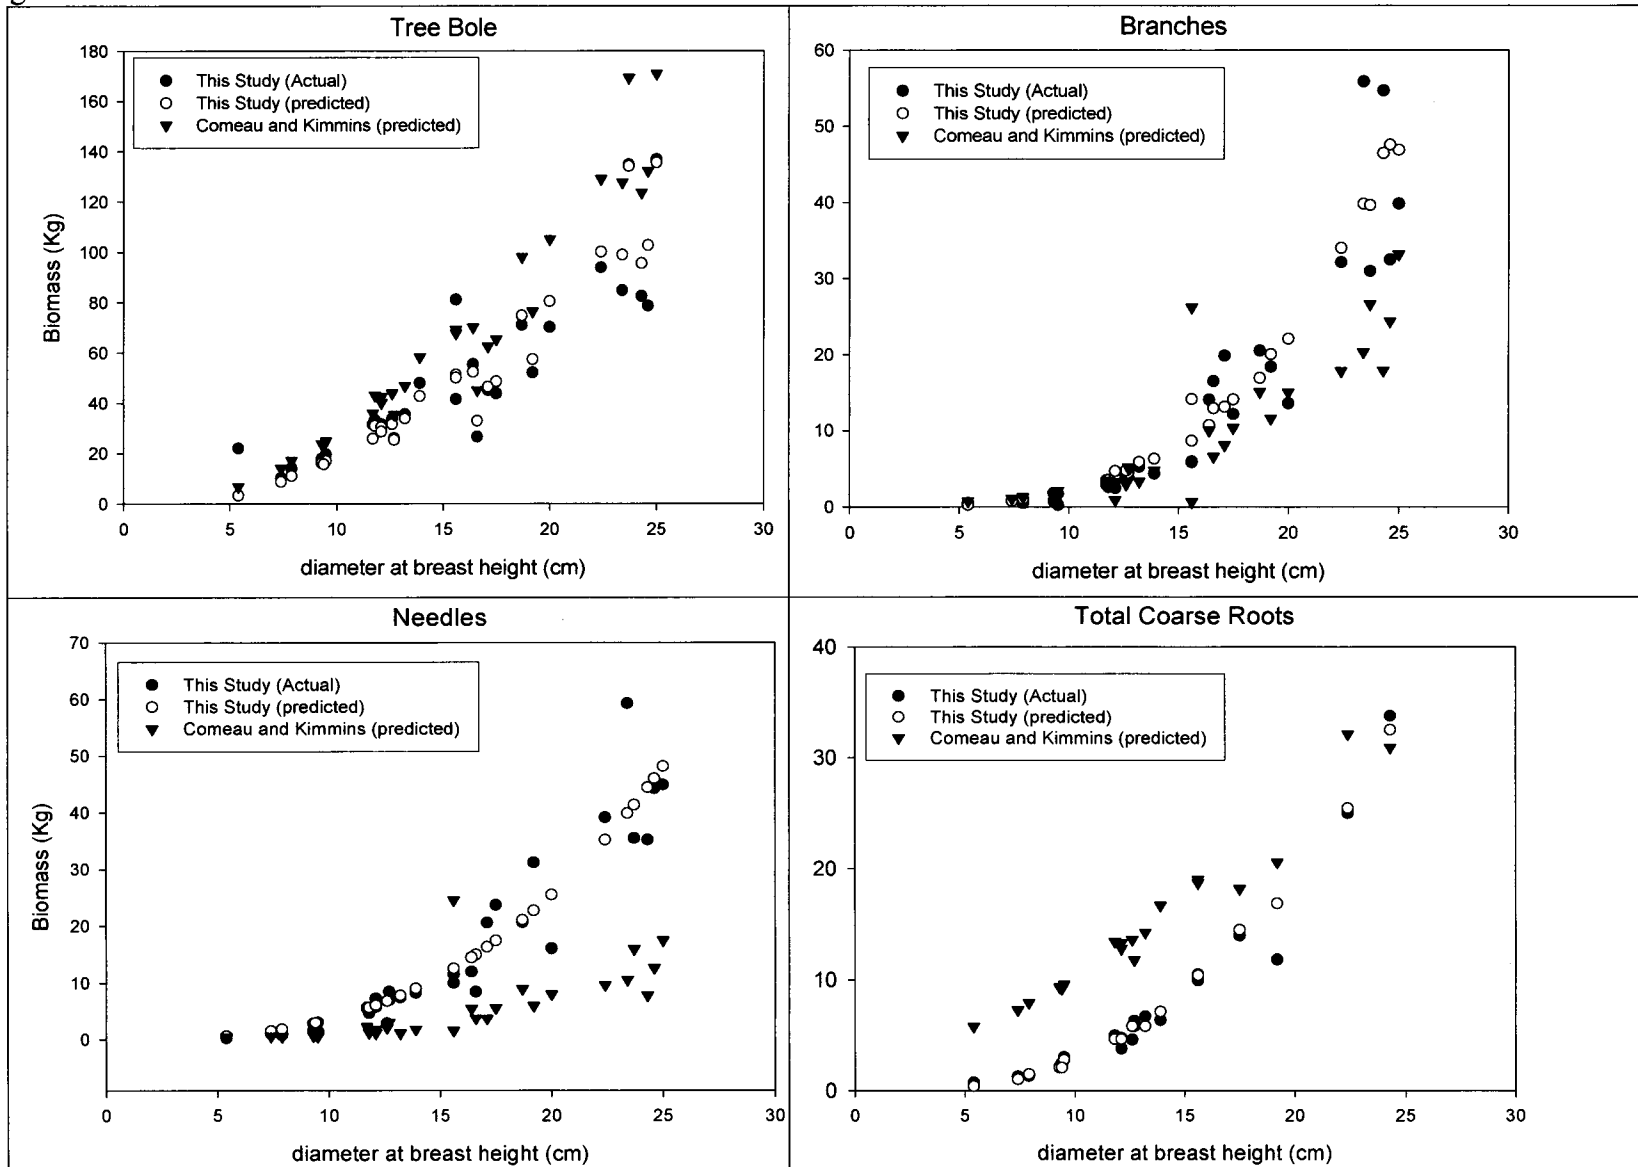 Tree Bole
180
160
140
120
100
80
60
40
20
0
Biomass (Kg)
This Study (Actual)
This Study (predicted)
Comeau and Kimmins (predicted)
0 5 10 15 20 25 30
diameter at breast height (cm)
Branches
60
50
40
30
20
10
0
This Study (Actual)
This Study (predicted)
Comeau and Kimmins (predicted)
0 5 10 15 20 25 30
diameter at breast height (cm)
Needles
70
60
50
40
30
20
10
0
Biomass (Kg)
This Study (Actual)
This Study (predicted)
Comeau and Kimmins (predicted)
0 5 10 15 20 25 30
diameter at breast height (cm)
Total Coarse Roots
40
30
20
10
0
This Study (Actual)
This Study (predicted)
Comeau and Kimmins (predicted)
0 5 10 15 20 25 30
diameter at breast height (cm)